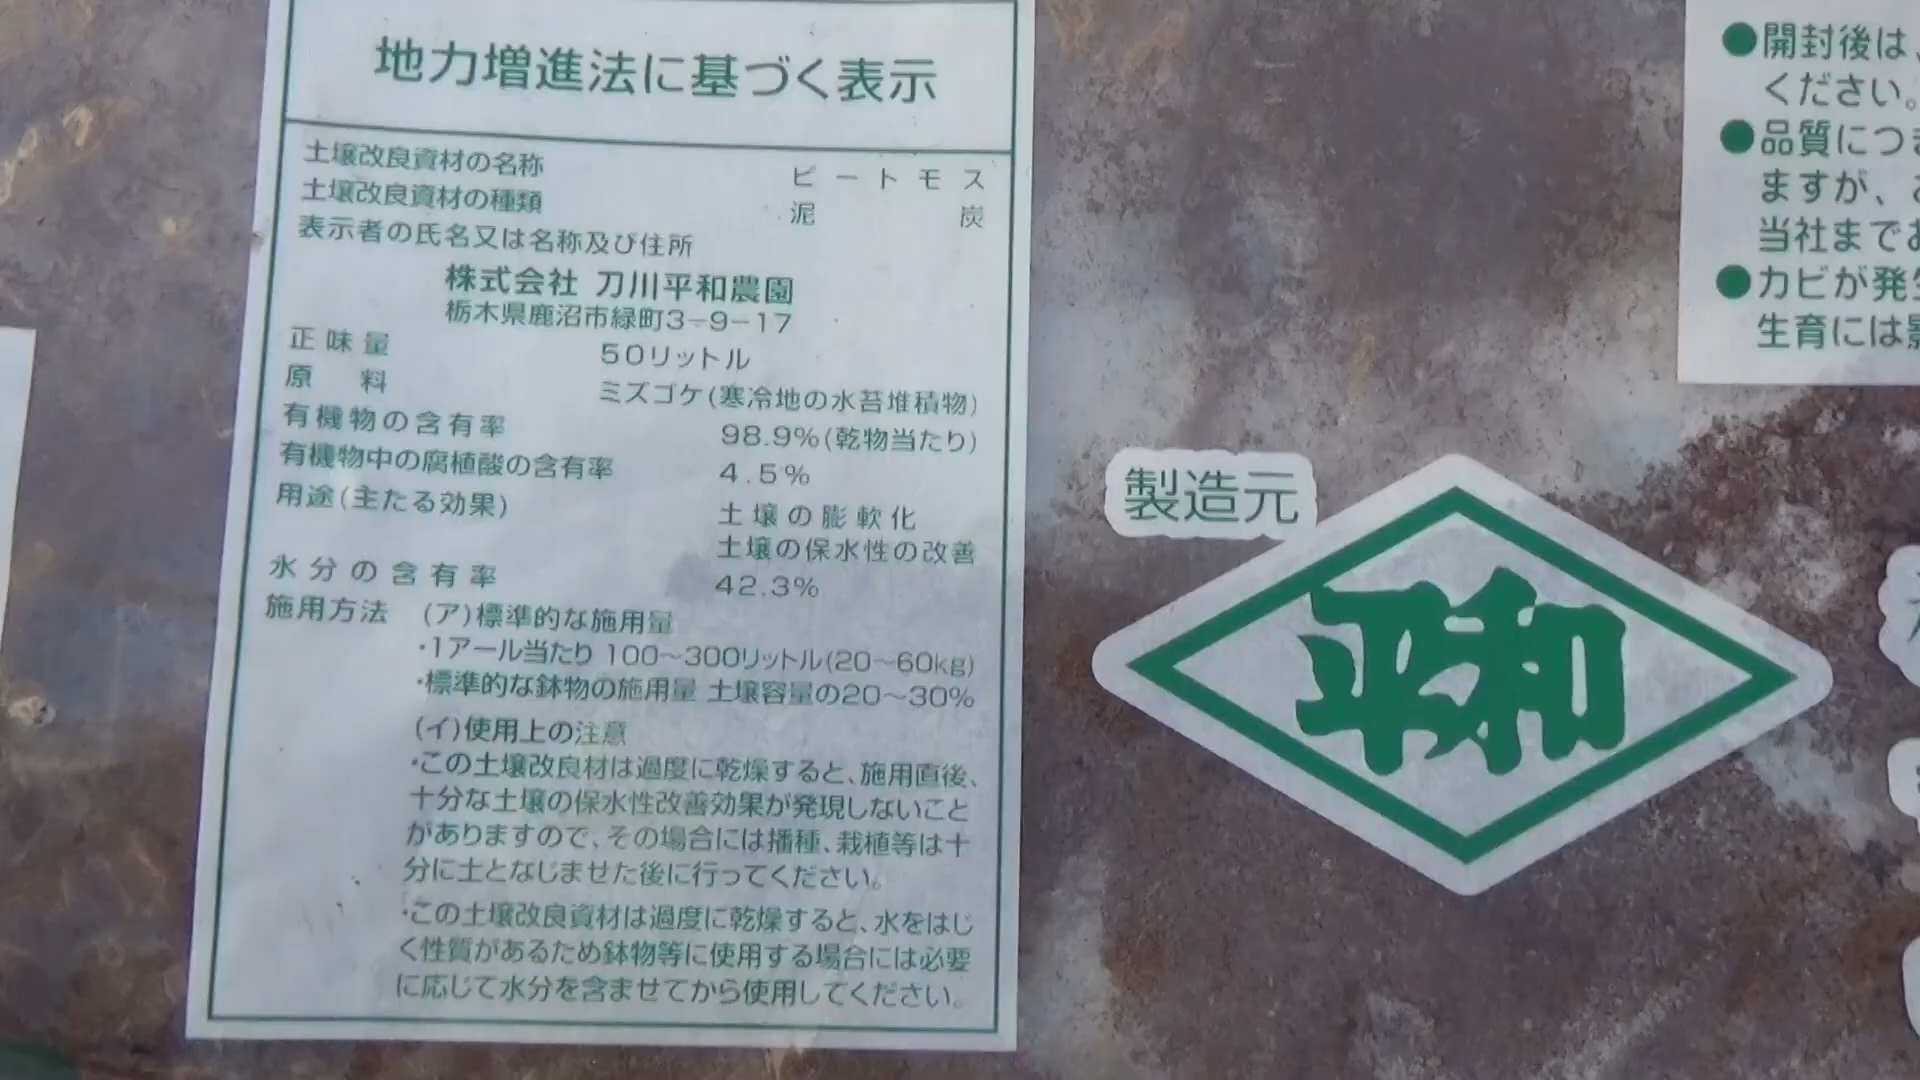 地力増進法に基づく表示
土壌改良資材の名称 ピートモス
土壌改良資材の種類 泥炭
表示者の氏名又は名称及び住所
株式会社 刀川平和農園
栃木県鹿沼市緑町3-9-17
正味量 50リットル
原料 ミズゴケ(寒冷地の水苔堆積物)
有機物の含有率 98.9%(乾物当たり)
有機物中の腐植酸の含有率 4.5%
用途(主たる効果) 土壌の膨軟化
土壌の保水性の改善
水分の含有率 42.3%
施用方法 (ア)標準的な施用量
・1アール当たり 100~300リットル(20~60kg)
・標準的な鉢物の施用量 土壌容量の20~30%
(イ)使用上の注意
・この土壌改良材は過度に乾燥すると、施用直後、
十分な土壌の保水性改善効果が発現しないこと
がありますので、その場合には播種、栽植等は十
分に土となじませた後に行ってください。
・この土壌改良資材は過度に乾燥すると、水をはじ
く性質があるため鉢物等に使用する場合には必要
に応じて水分を含ませてから使用してください。
製造元
平和
●開封後は、
ください。
●品質につき
ますが、
当社までお
●カビが発生
生育には影